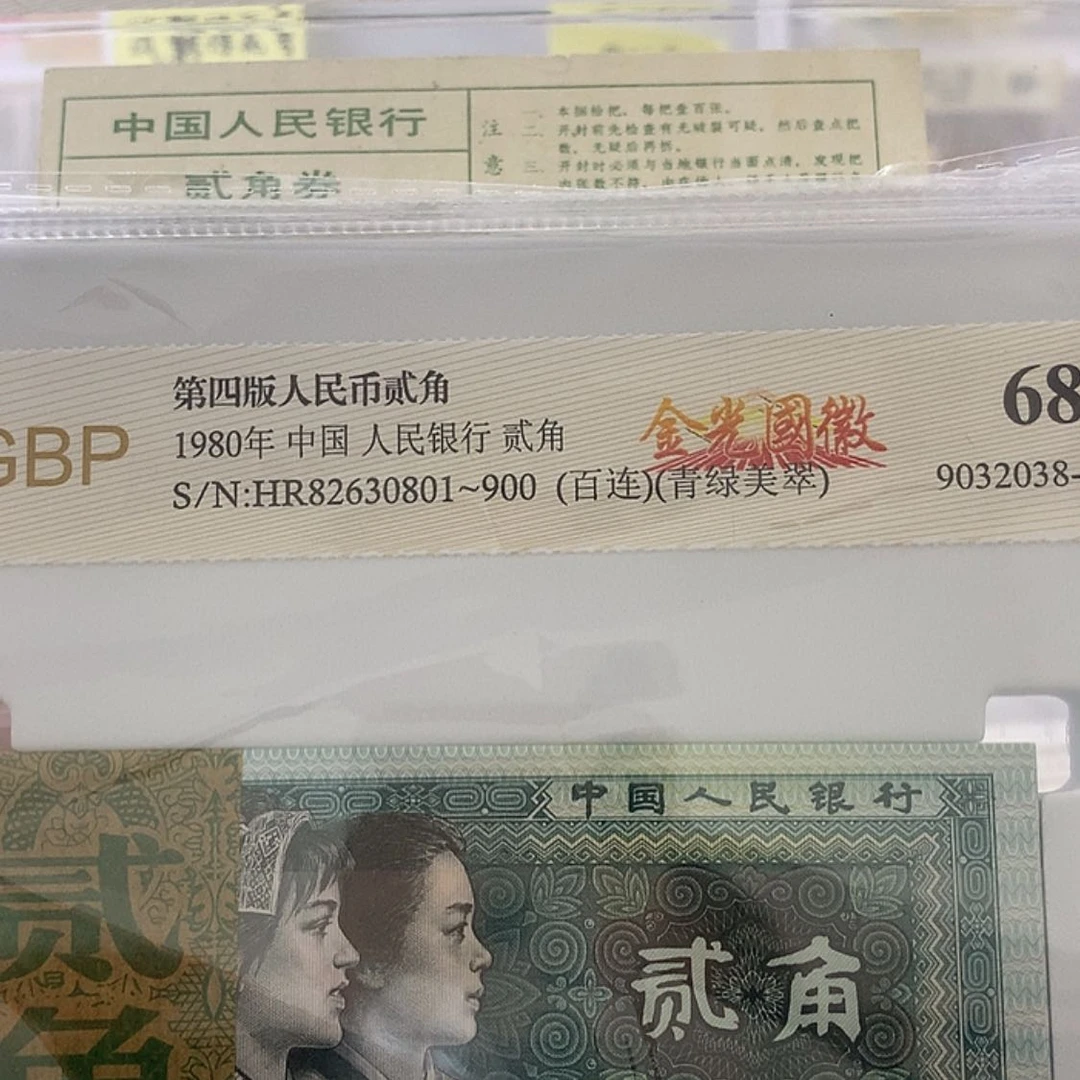 中国人民银行
贰角券
注意
一、本捆拾把，每把壹百张。
二、开封前先检查有无破裂可疑，然后查点把
数，无疑后再拆。
三、开封时必须与当地银行当面点清，发现把
第四版人民币贰角
GBP
1980年 中国 人民银行 贰角
S/N:HR82630801~900 (百连)(青绿美翠)
金光國徽
68
9032038-
中国人民银行
贰角
贰角